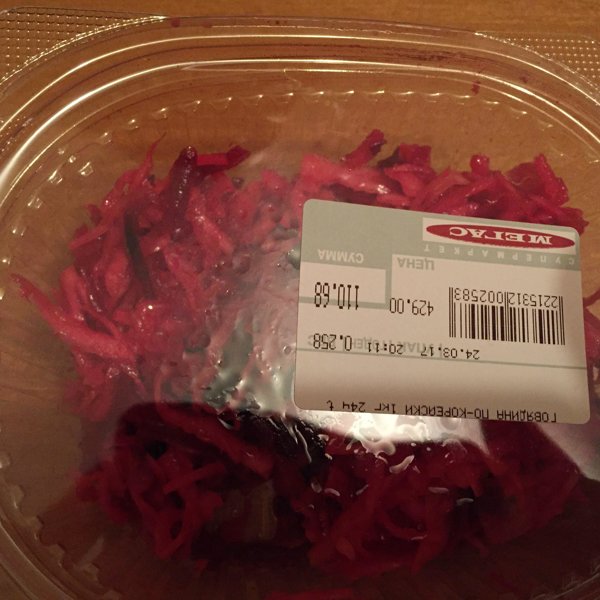 ГОВЯДИНА ПО-КОРЕЙСКИ 1КГ 24ч t
24.03.17 20:11 0.258
2215312002583
429.00 110.68
ЦЕНА СУММА
СУПЕРМАРКЕТ
МЕГАС